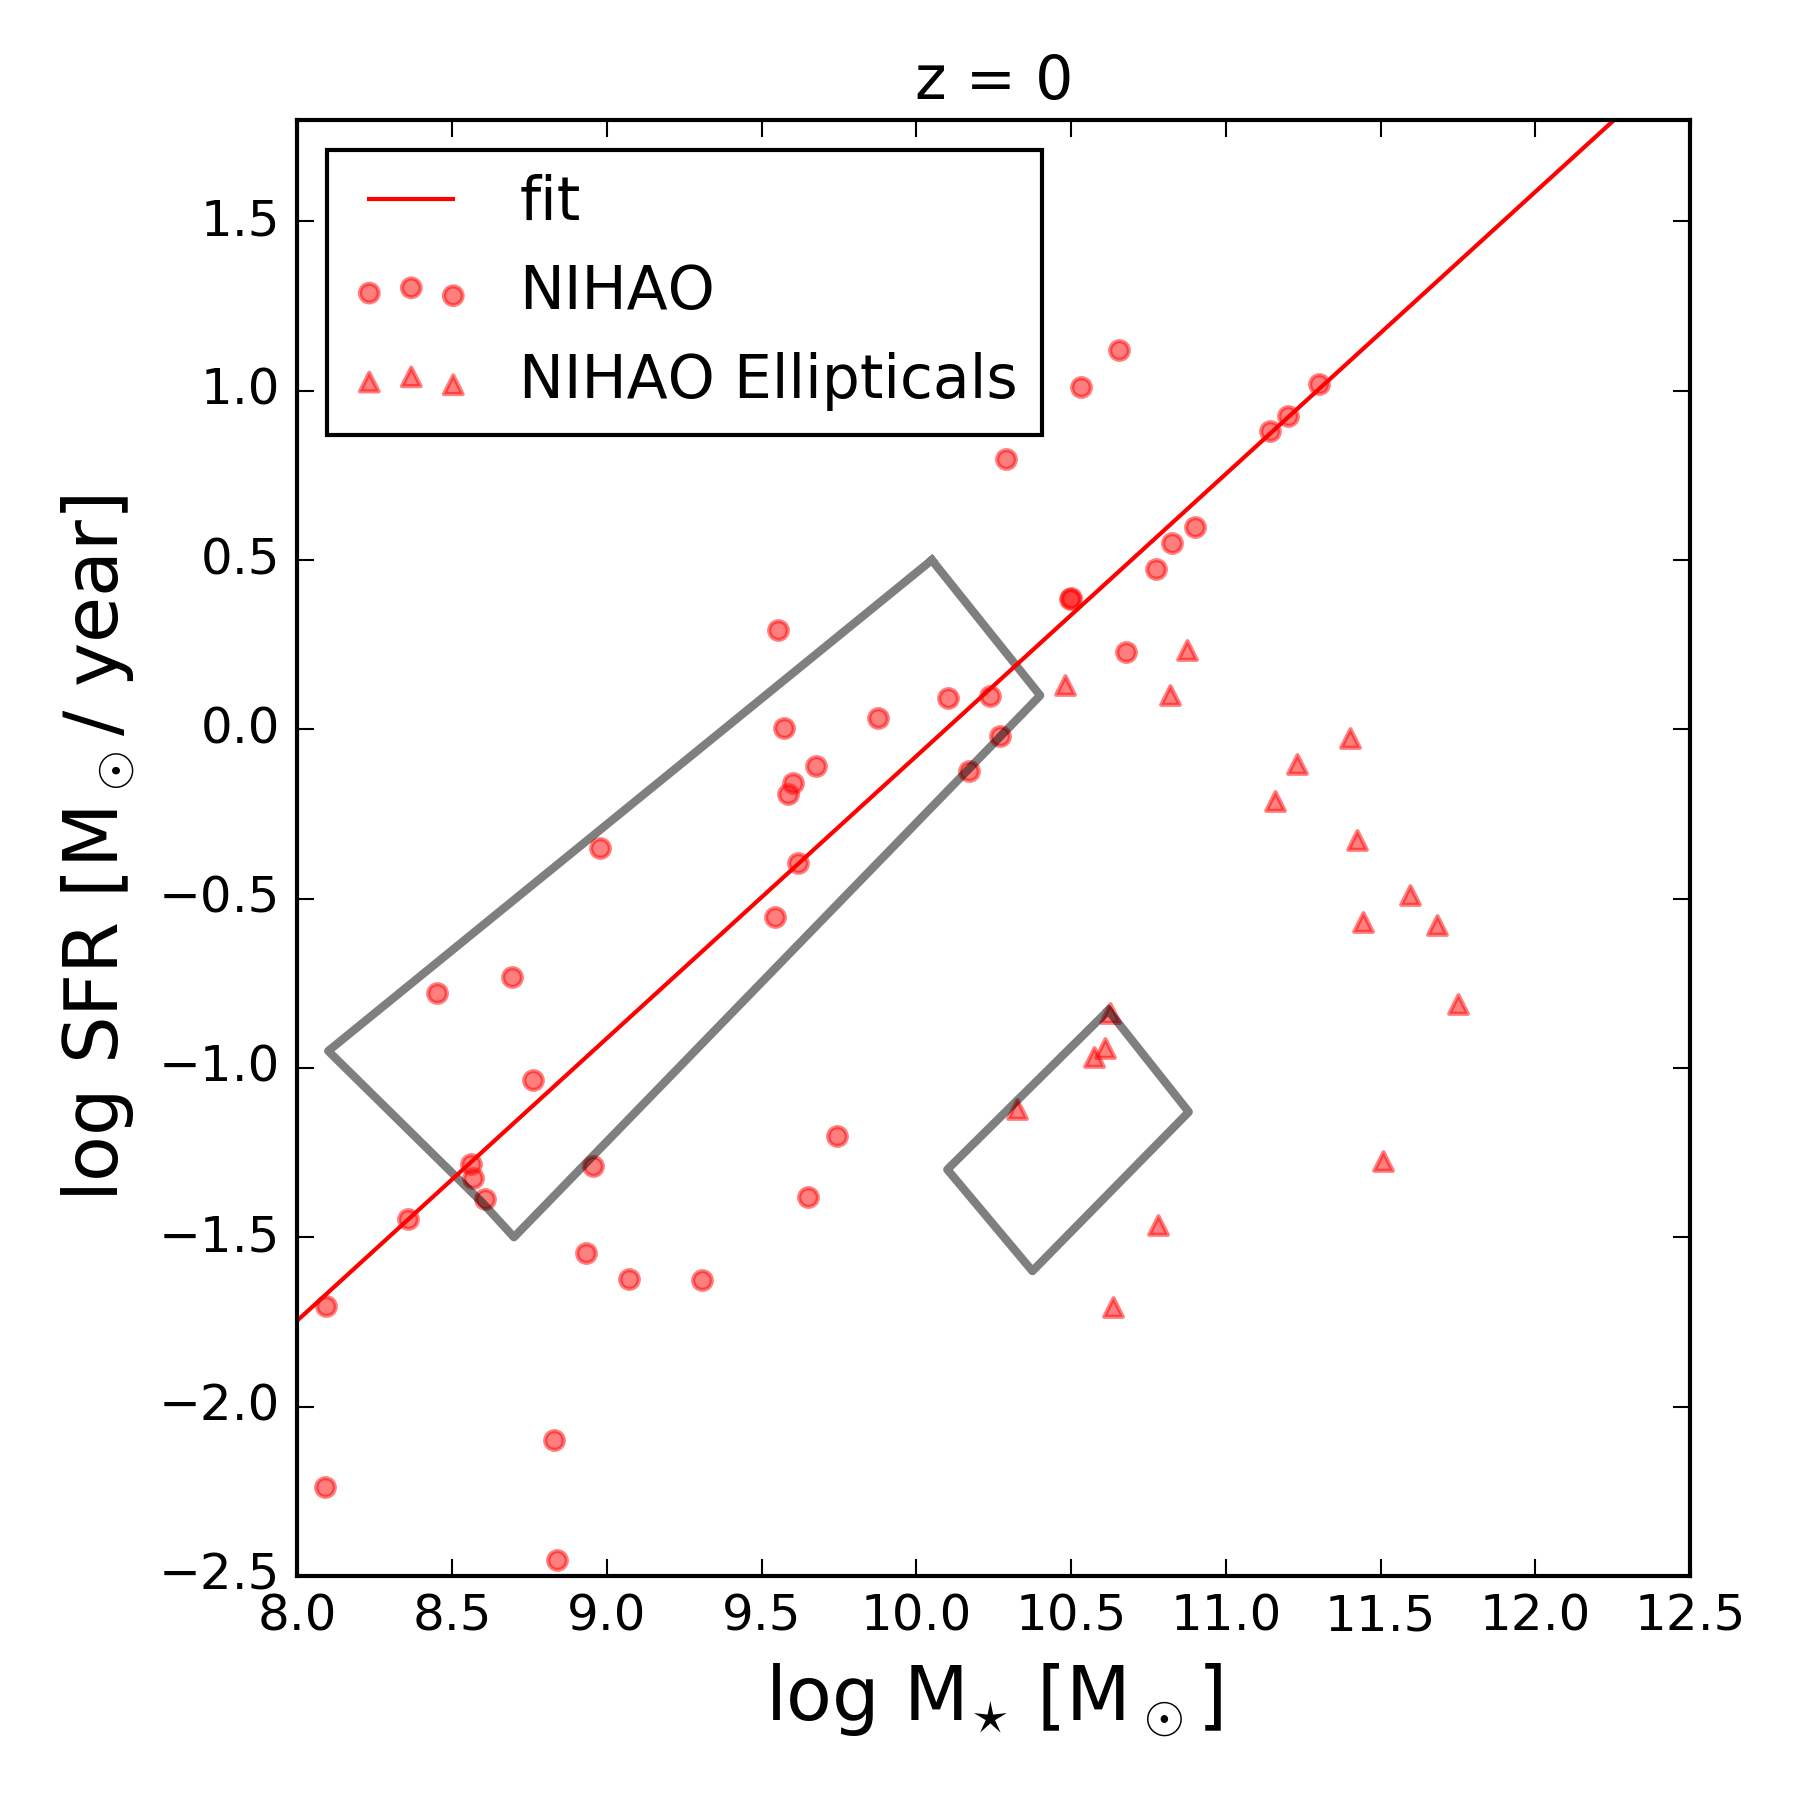 z = 0
fit
NIHAO
NIHAO Ellipticals
log SFR [M☉/ year]
1.5
1.0
0.5
0.0
−0.5
−1.0
−1.5
−2.0
−2.5
8.0 8.5 9.0 9.5 10.0 10.5 11.0 11.5 12.0 12.5
log M★ [M☉]